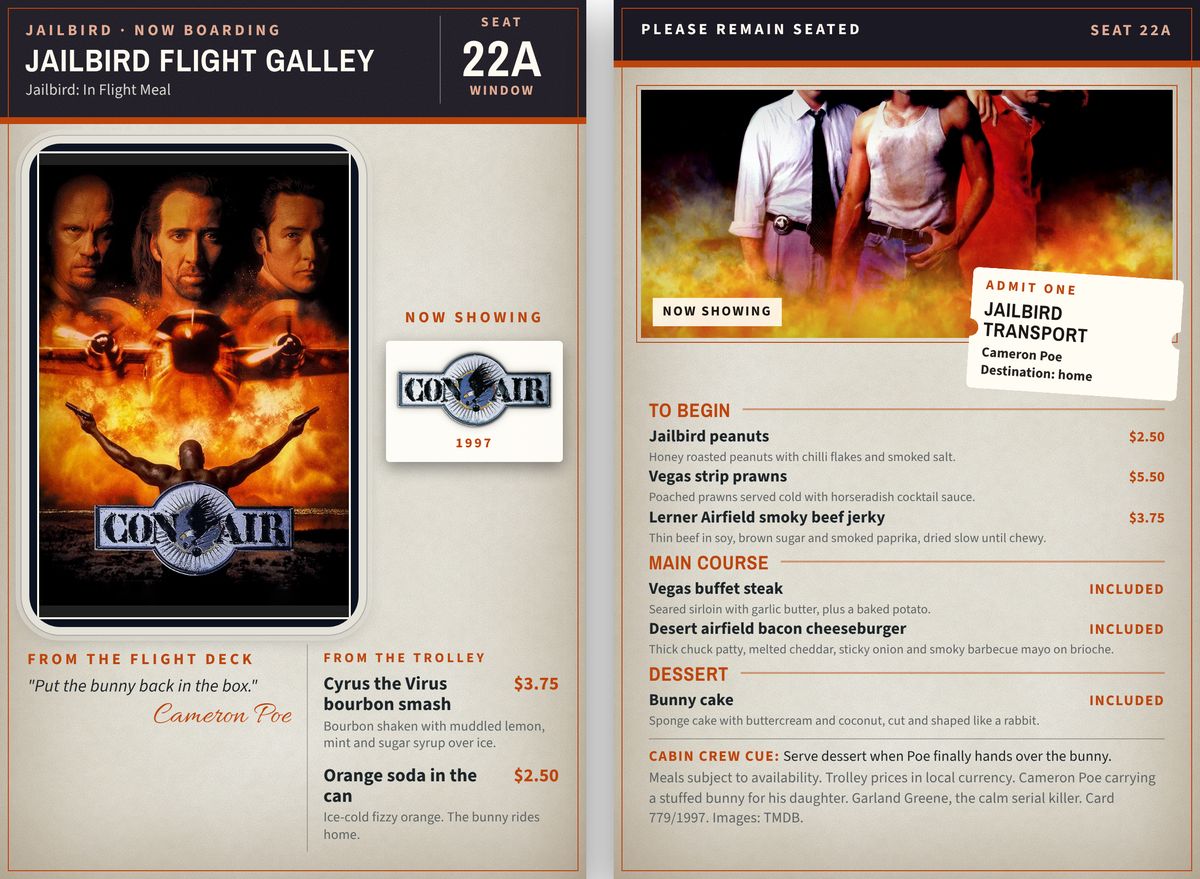 JAILBIRD · NOW BOARDING
JAILBIRD FLIGHT GALLEY
Jailbird: In Flight Meal
SEAT
22A
WINDOW
CON AIR
NOW SHOWING
CON AIR
1997
FROM THE FLIGHT DECK
"Put the bunny back in the box."
Cameron Poe
FROM THE TROLLEY
Cyrus the Virus $3.75
bourbon smash
Bourbon shaken with muddled lemon,
mint and sugar syrup over ice.
Orange soda in the $2.50
can
Ice-cold fizzy orange. The bunny rides
home.
PLEASE REMAIN SEATED
SEAT 22A
NOW SHOWING
ADMIT ONE
JAILBIRD
TRANSPORT
Cameron Poe
Destination: home
TO BEGIN
Jailbird peanuts $2.50
Honey roasted peanuts with chilli flakes and smoked salt.
Vegas strip prawns $5.50
Poached prawns served cold with horseradish cocktail sauce.
Lerner Airfield smoky beef jerky $3.75
Thin beef in soy, brown sugar and smoked paprika, dried slow until chewy.
MAIN COURSE
Vegas buffet steak INCLUDED
Seared sirloin with garlic butter, plus a baked potato.
Desert airfield bacon cheeseburger INCLUDED
Thick chuck patty, melted cheddar, sticky onion and smoky barbecue mayo on brioche.
DESSERT
Bunny cake INCLUDED
Sponge cake with buttercream and coconut, cut and shaped like a rabbit.
CABIN CREW CUE: Serve dessert when Poe finally hands over the bunny.
Meals subject to availability. Trolley prices in local currency. Cameron Poe carrying
a stuffed bunny for his daughter. Garland Greene, the calm serial killer. Card
779/1997. Images: TMDB.